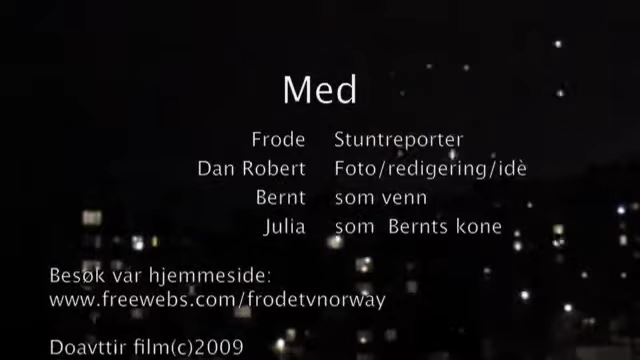 Med
Frode Stuntreporter
Dan Robert Foto/redigering/idè
Bernt som venn
Julia som Bernts kone
Besøk var hjemmeside:
www.freewebs.com/frodetvnorway
Doavttir film(c)2009